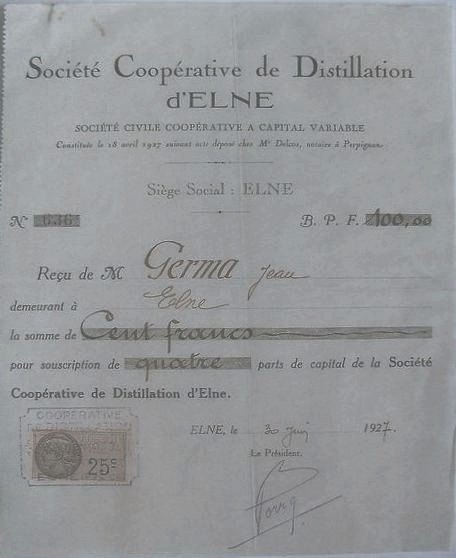 Société Coopérative de Distillation
d'ELNE
SOCIÉTÉ CIVILE COOPÉRATIVE A CAPITAL VARIABLE
Constituée le 18 avril 1927 suivant acte déposé chez Me Delcos, notaire à Perpignan
Siège Social : ELNE
No 636 B. P. F. 100,00
Reçu de M Germa Jean
demeurant à Elne
la somme de Cent francs
pour souscription de quatre parts de capital de la Société
Coopérative de Distillation d'Elne.
COOPÉRATIVE
25c
ELNE, le 30 Juin 1927.
Le Président.